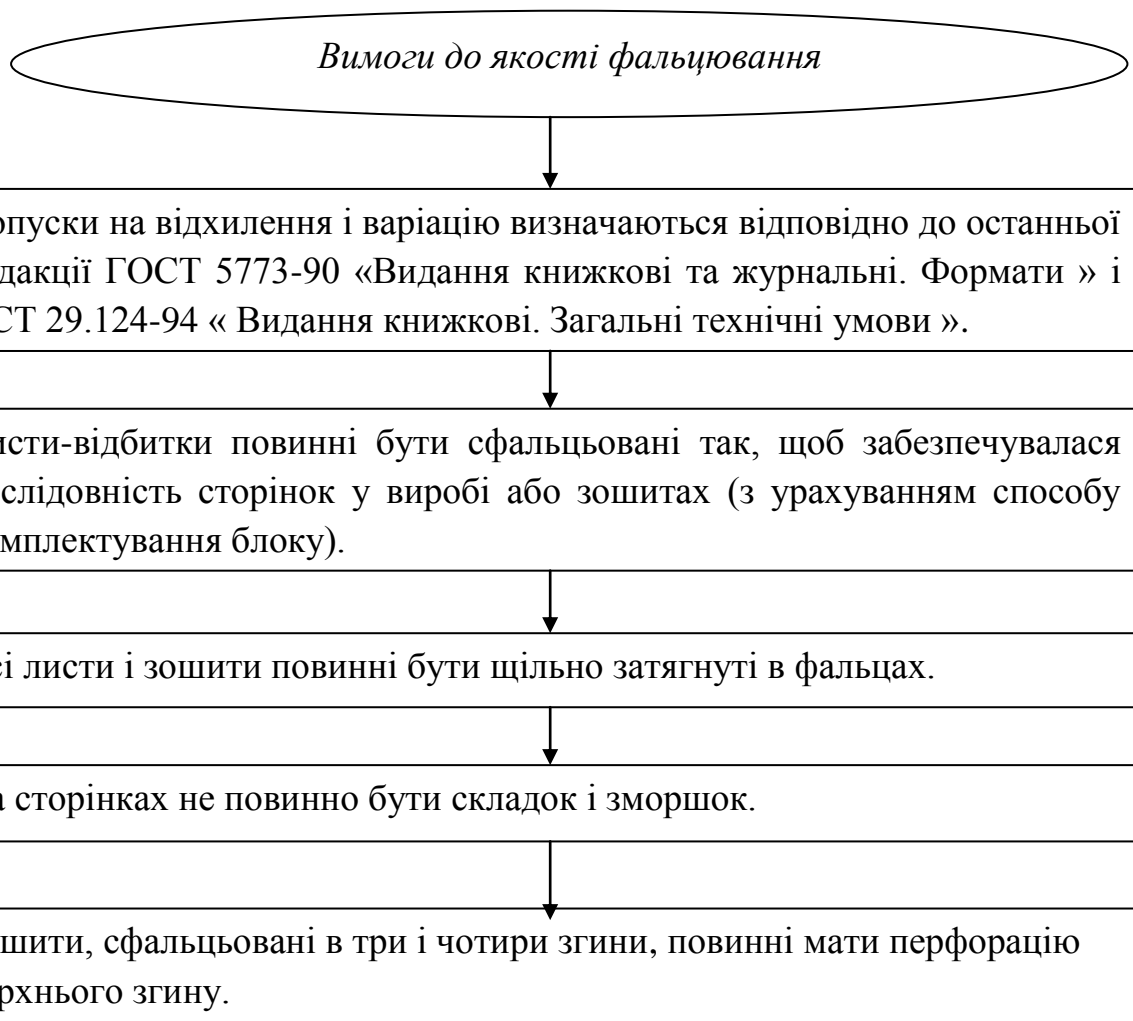 Вимоги до якості фальцювання
опуски на відхилення і варіацію визначаються відповідно до останньої
дакції ГОСТ 5773-90 «Видання книжкові та журнальні. Формати » і
СТ 29.124-94 « Видання книжкові. Загальні технічні умови ».
исти-відбитки повинні бути сфальцьовані так, щоб забезпечувалася
слідовність сторінок у виробі або зошитах (з урахуванням способу
мплектування блоку).
сі листи і зошити повинні бути щільно затягнуті в фальцах.
а сторінках не повинно бути складок і зморшок.
шити, сфальцьовані в три і чотири згини, повинні мати перфорацію
рхнього згину.